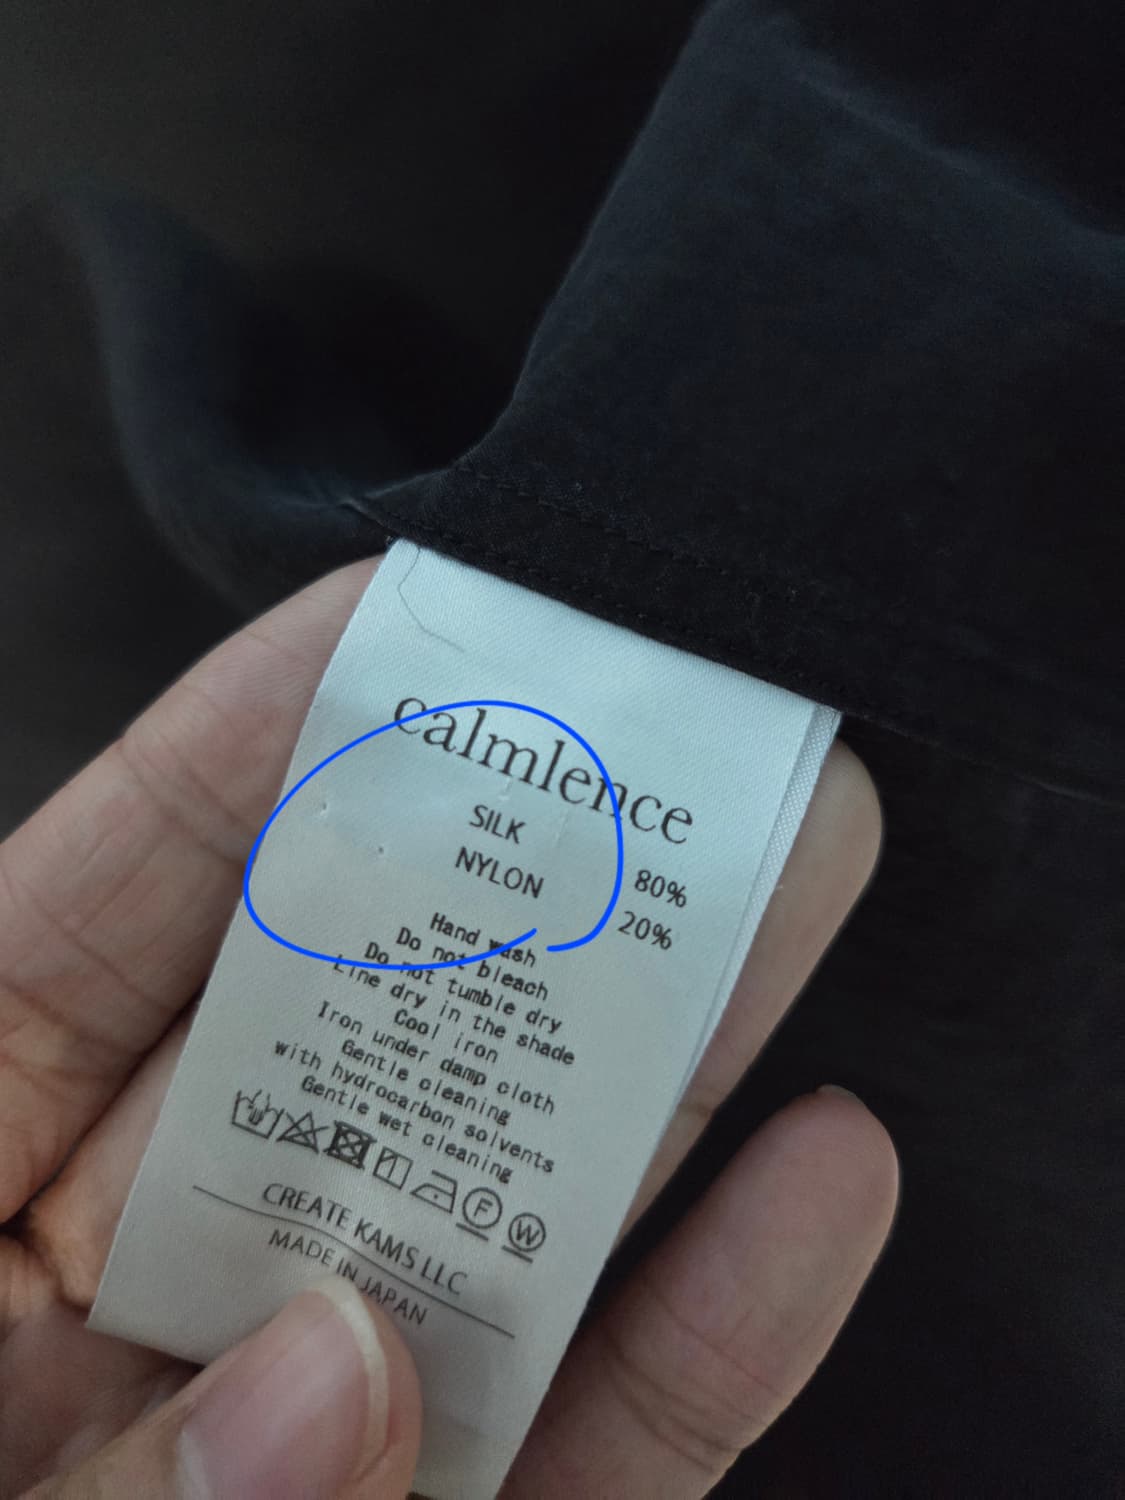 calmlence
SILK 80%
NYLON 20%
Hand wash
Do not bleach
Do not tumble dry
Line dry in the shade
Cool iron
Iron under damp cloth
Gentle cleaning
with hydrocarbon solvents
Gentle wet cleaning
F W
CREATE KAMS LLC
MADE IN JAPAN